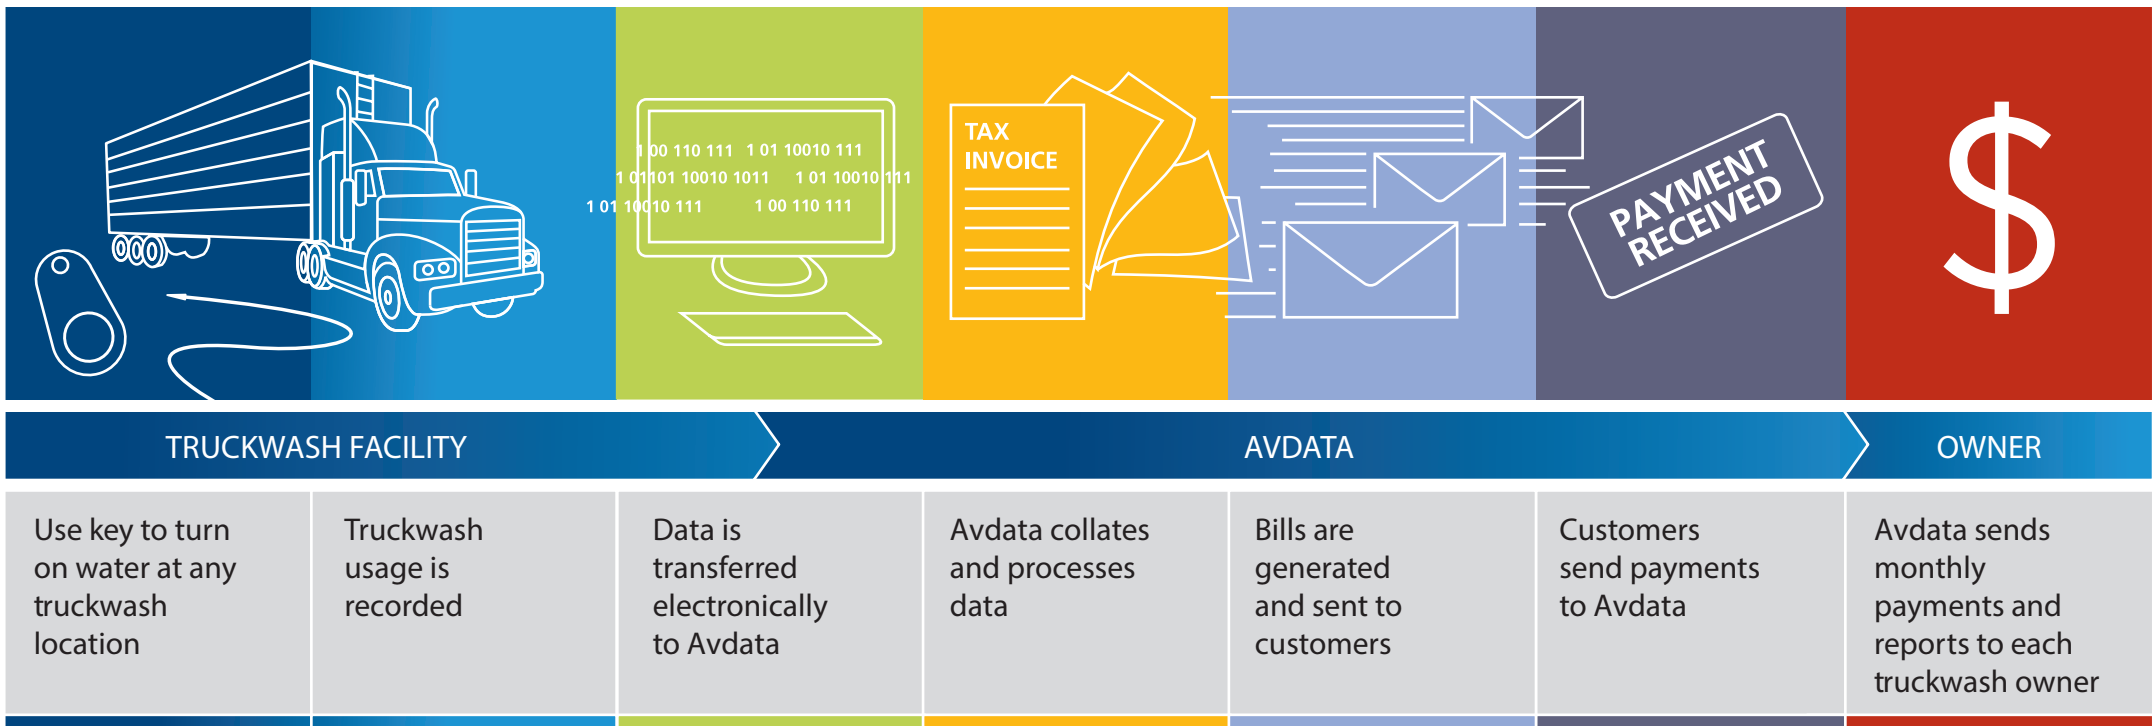 1 00 110 111 1 01 10010 111
1 01101 10010 1011 1 01 10010 111
1 01 10010 111 1 00 110 111
TAX
INVOICE
PAYMENT
RECEIVED
$
TRUCKWASH FACILITY
AVDATA
OWNER
Use key to turn
on water at any
truckwash
location
Truckwash
usage is
recorded
Data is
transferred
electronically
to Avdata
Avdata collates
and processes
data
Bills are
generated
and sent to
customers
Customers
send payments
to Avdata
Avdata sends
monthly
payments and
reports to each
truckwash owner